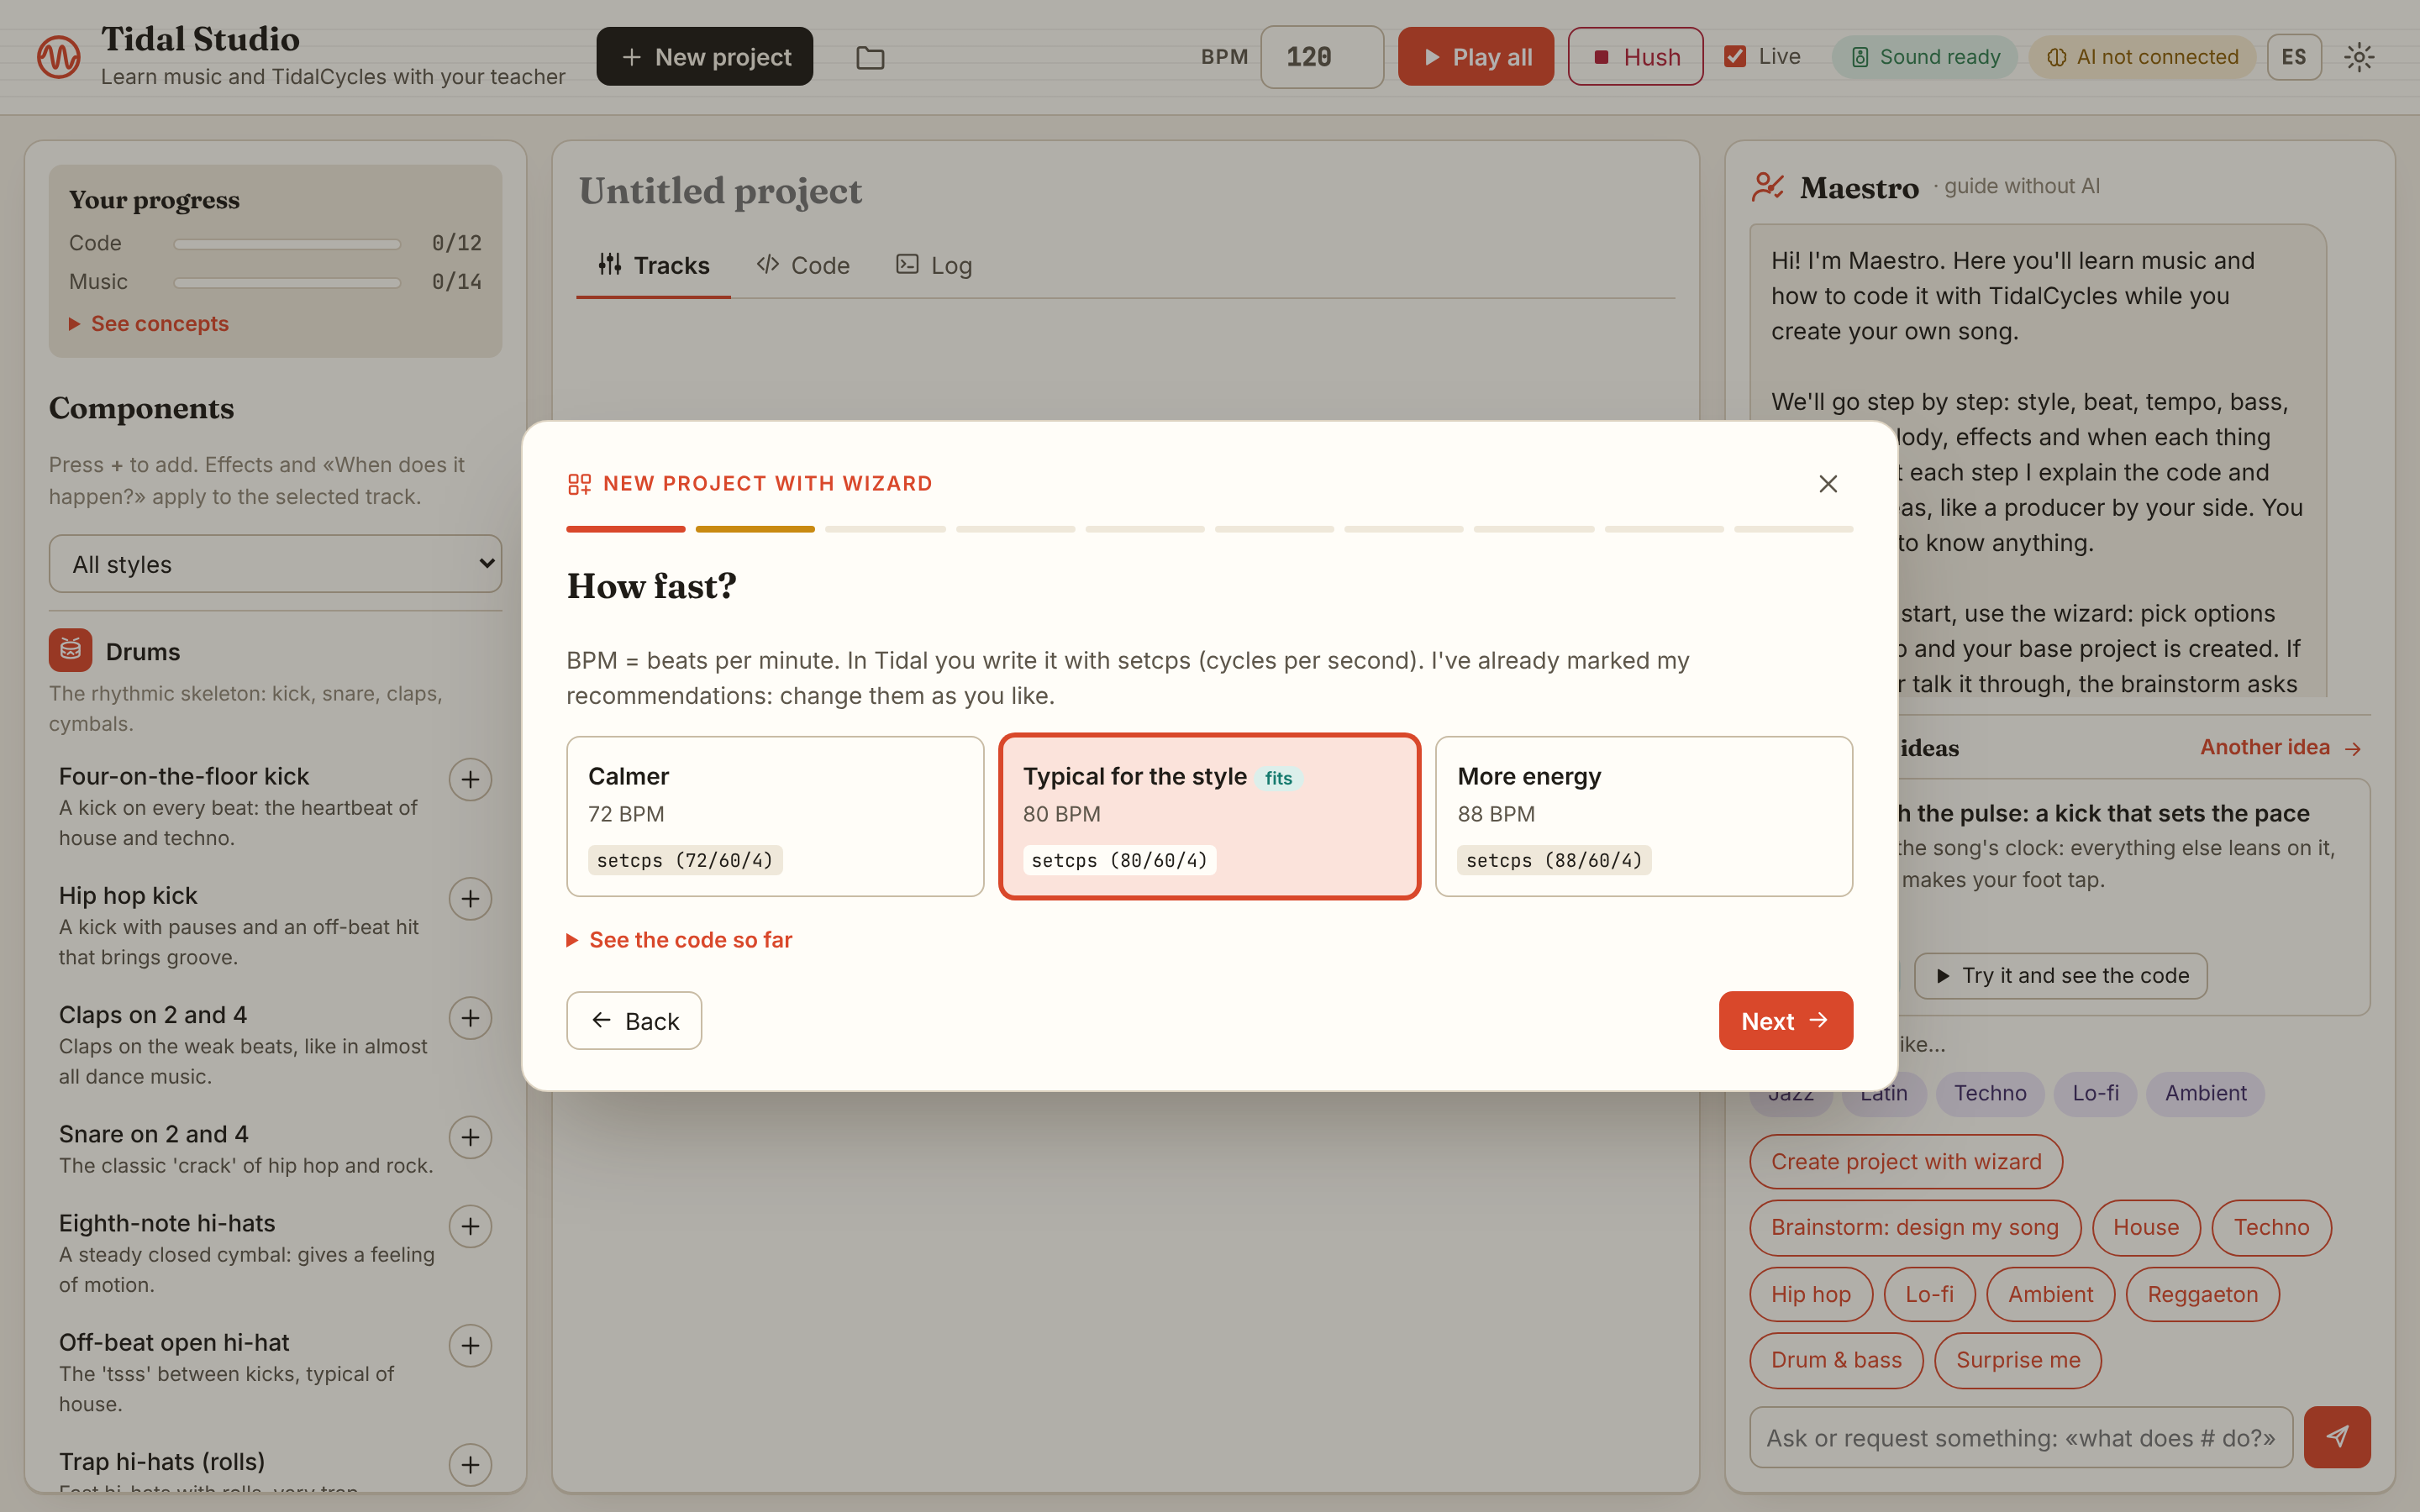 Tidal Studio
Learn music and TidalCycles with your teacher
New project
BPM
120
Play all
Hush
Live
Sound ready
AI not connected
ES
Your progress
Code
0/12
Music
0/14
See concepts
Components
Press + to add. Effects and «When does it
happen?» apply to the selected track.
All styles
Drums
The rhythmic skeleton: kick, snare, claps,
cymbals.
Four-on-the-floor kick
A kick on every beat: the heartbeat of
house and techno.
Hip hop kick
A kick with pauses and an off-beat hit
that brings groove.
Claps on 2 and 4
Claps on the weak beats, like in almost
all dance music.
Snare on 2 and 4
The classic 'crack' of hip hop and rock.
Eighth-note hi-hats
A steady closed cymbal: gives a feeling
of motion.
Off-beat open hi-hat
The 'tsss' between kicks, typical of
house.
Trap hi-hats (rolls)
Untitled project
Tracks
Code
Log
NEW PROJECT WITH WIZARD
How fast?
BPM = beats per minute. In Tidal you write it with setcps (cycles per second). I've already marked my
recommendations: change them as you like.
Calmer
72 BPM
setcps (72/60/4)
Typical for the style fits
80 BPM
setcps (80/60/4)
More energy
88 BPM
setcps (88/60/4)
See the code so far
Back
Next
Maestro · guide without AI
Hi! I'm Maestro. Here you'll learn music and
how to code it with TidalCycles while you
create your own song.
We'll go step by step: style, beat, tempo, bass,
effects and when each thing
each step I explain the code and
like a producer by your side. You
to know anything.
start, use the wizard: pick options
and your base project is created. If
talk it through, the brainstorm asks
ideas
Another idea
the pulse: a kick that sets the pace
the song's clock: everything else leans on it,
makes your foot tap.
Try it and see the code
Jazz
Latin
Techno
Lo-fi
Ambient
Create project with wizard
Brainstorm: design my song
House
Techno
Hip hop
Lo-fi
Ambient
Reggaeton
Drum & bass
Surprise me
Ask or request something: «what does # do?»